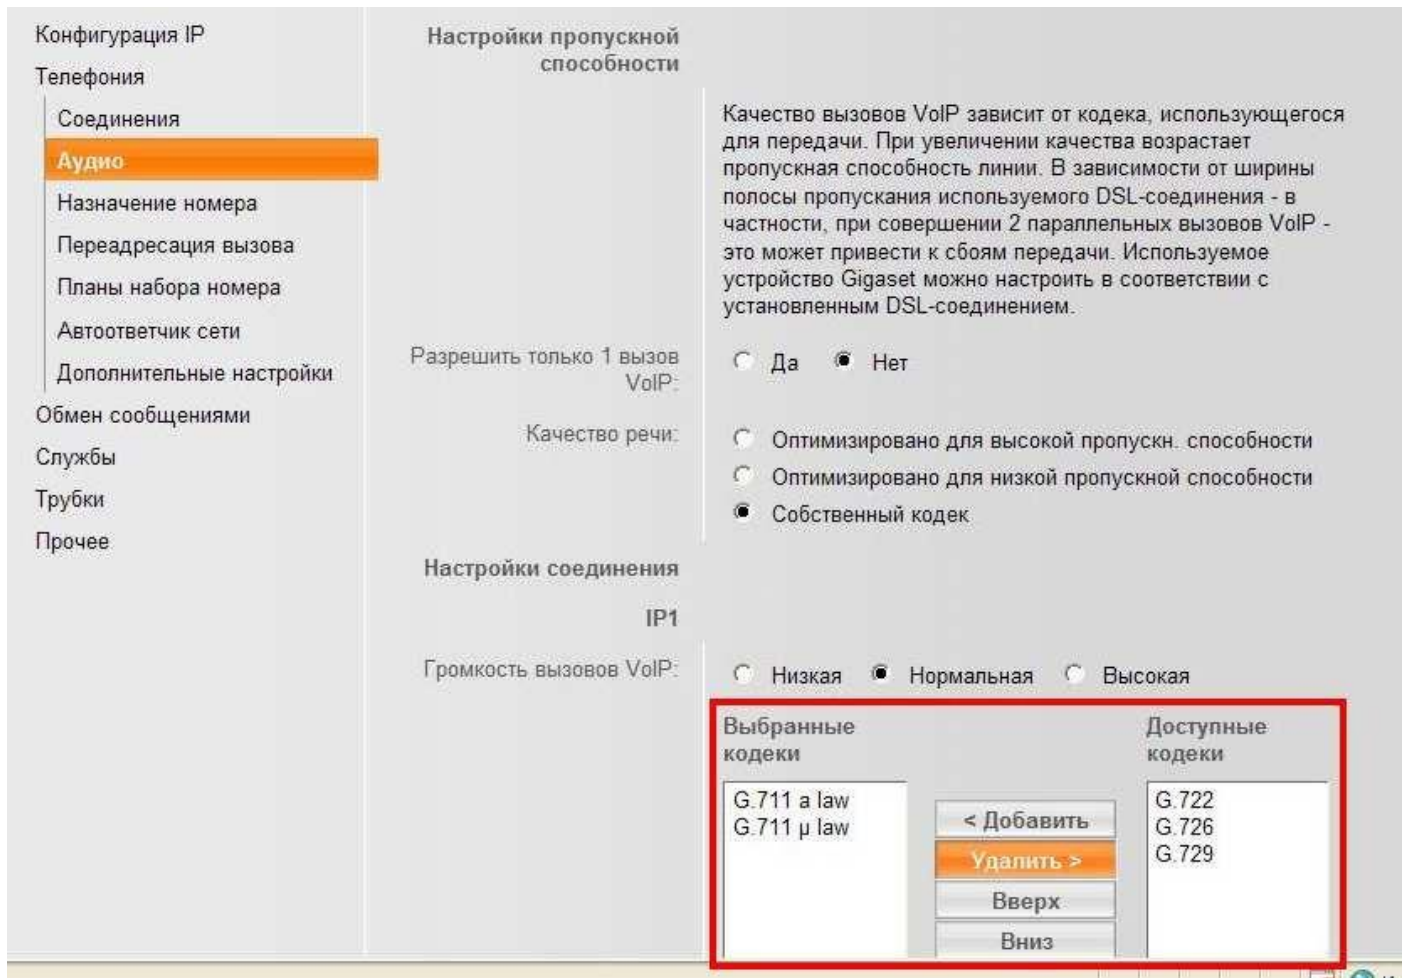 Конфигурация IP
Телефония
Соединения
Аудио
Назначение номера
Переадресация вызова
Планы набора номера
Автоответчик сети
Дополнительные настройки
Обмен сообщениями
Службы
Трубки
Прочее
Настройки пропускной
способности
Качество вызовов VoIP зависит от кодека, использующегося
для передачи. При увеличении качества возрастает
пропускная способность линии. В зависимости от ширины
полосы пропускания используемого DSL-соединения - в
частности, при совершении 2 параллельных вызовов VoIP -
это может привести к сбоям передачи. Используемое
устройство Gigaset можно настроить в соответствии с
установленным DSL-соединением.
Разрешить только 1 вызов
VoIP:
Да Нет
Качество речи:
Оптимизировано для высокой пропускн. способности
Оптимизировано для низкой пропускной способности
Собственный кодек
Настройки соединения
IP1
Громкость вызовов VoIP:
Низкая Нормальная Высокая
Выбранные
кодеки
G.711 a law
G.711 µ law
< Добавить
Удалить >
Вверх
Вниз
Доступные
кодеки
G.722
G.726
G.729